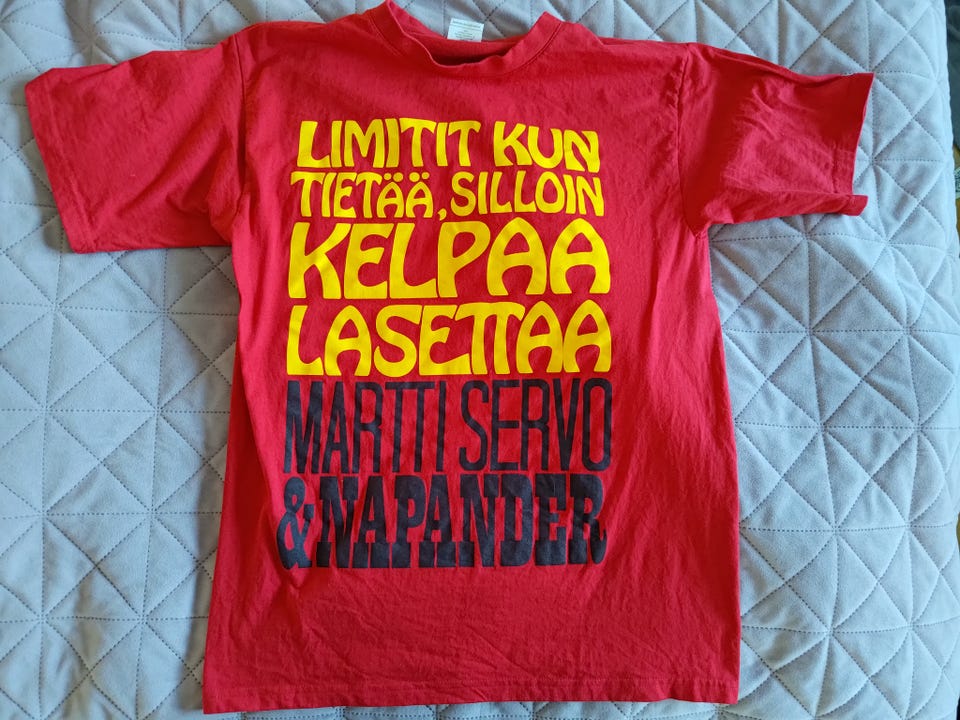 LIMITIT KUN
TIETÄÄ, SILLOIN
KELPAA
LASETTAA
MARTTI SERVO
& NAPANDER